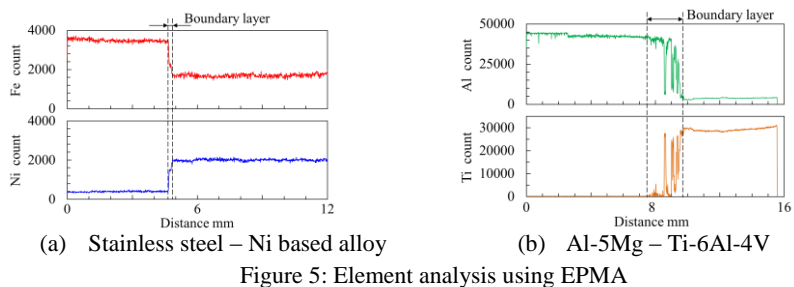 Boundary layer
4000
2000
0
Fe count
4000
2000
0
Ni count
0
6
12
Distance mm
(a) Stainless steel – Ni based alloy
Boundary layer
50000
25000
0
Al count
30000
20000
10000
0
Ti count
0
4
8
12
16
Distance mm
(b) Al-5Mg – Ti-6Al-4V
Figure 5: Element analysis using EPMA